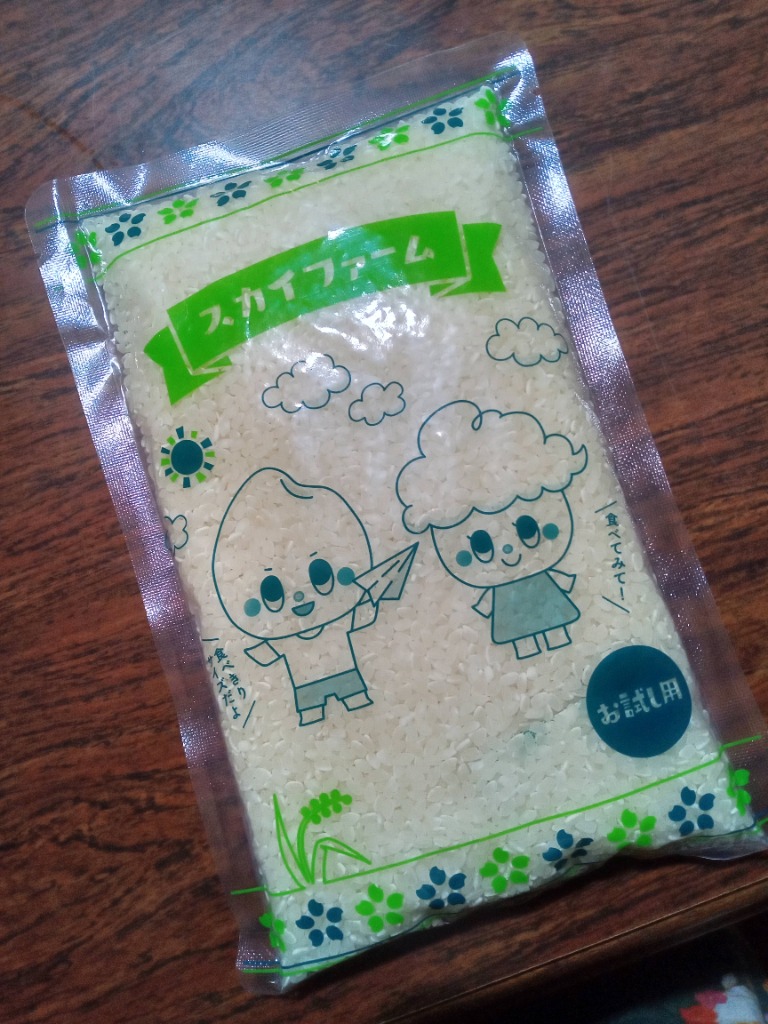 スカイファーム
食べてみて！
食べきり
サイズだよ
お試し用